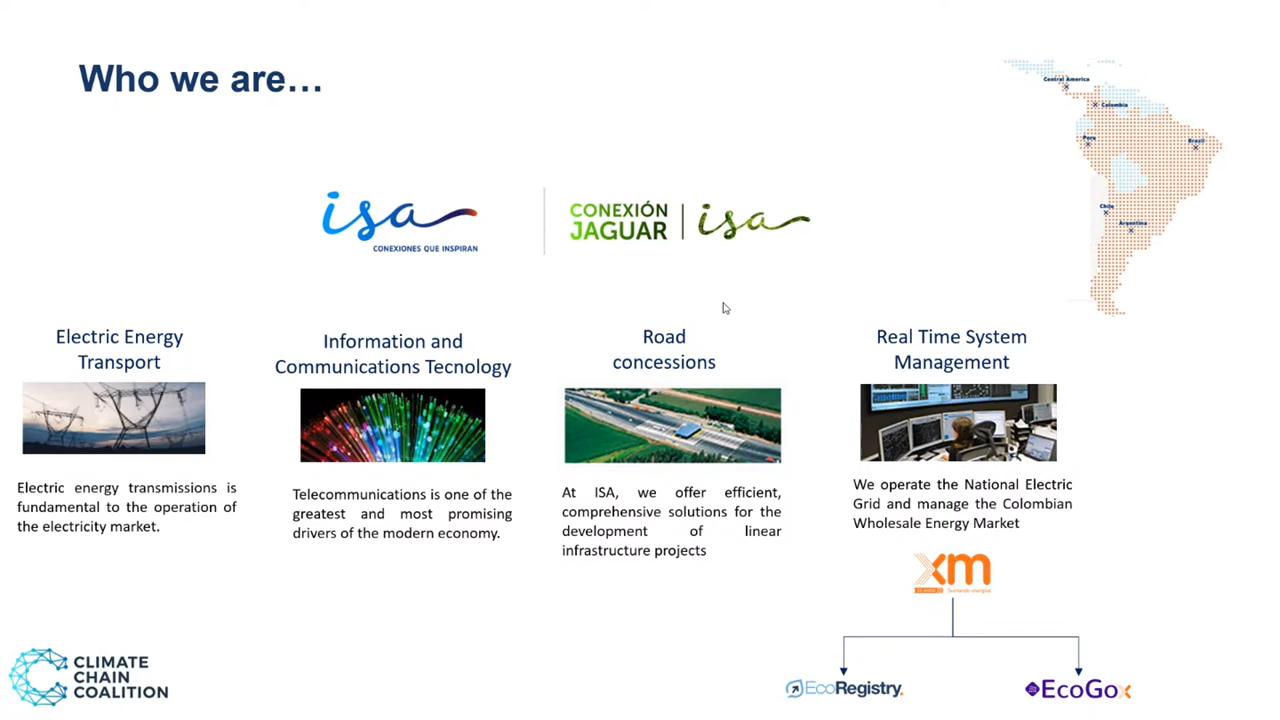 Who we are…
Central America
Colombia
Peru
Brazil
Chile
Argentina
isa
CONEXIONES QUE INSPIRAN
CONEXIÓN
JAGUAR
isa
Electric Energy
Transport
Electric energy transmissions is
fundamental to the operation of
the electricity market.
Information and
Communications Tecnology
Telecommunications is one of the
greatest and most promising
drivers of the modern economy.
Road
concessions
At ISA, we offer efficient,
comprehensive solutions for the
development of linear
infrastructure projects
Real Time System
Management
We operate the National Electric
Grid and manage the Colombian
Wholesale Energy Market
xm
Sumando energías
EcoRegistry.
EcoGox
CLIMATE
CHAIN
COALITION